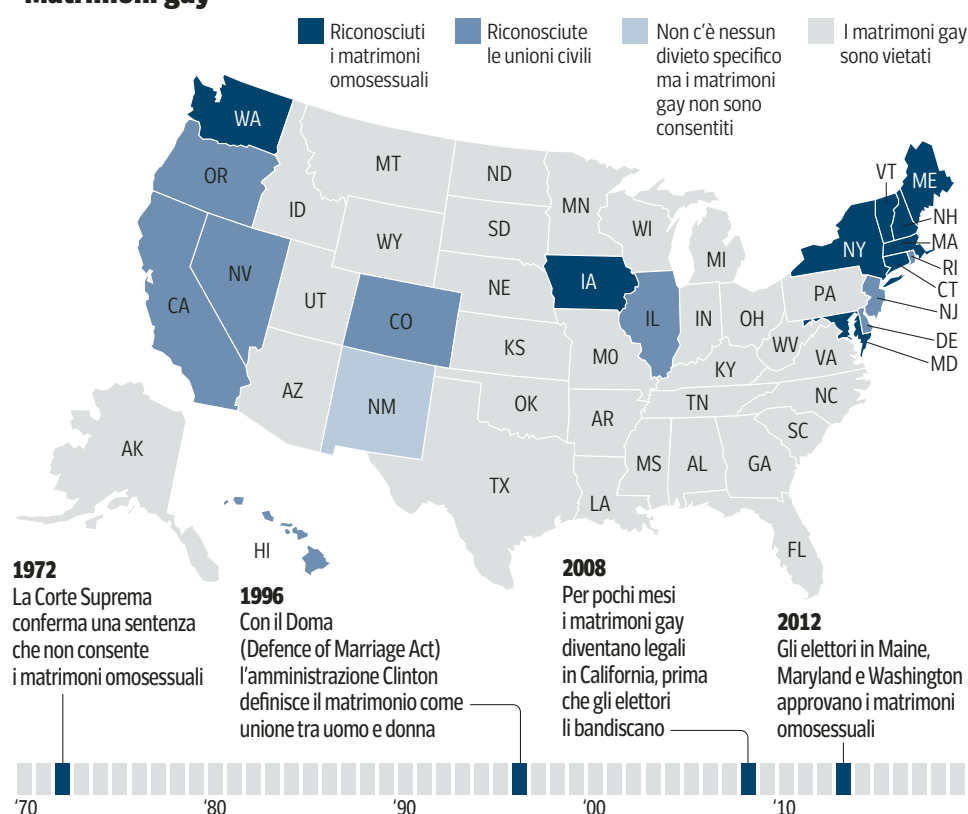 Matrimoni gay
Riconosciuti
i matrimoni
omosessuali
Riconosciute
le unioni civili
Non c'è nessun
divieto specifico
ma i matrimoni
gay non sono
consentiti
I matrimoni gay
sono vietati
WA
OR
CA
NV
ID
MT
WY
UT
AZ
CO
NM
ND
SD
NE
KS
OK
TX
MN
IA
MO
AR
LA
WI
IL
MI
IN
OH
KY
TN
MS
AL
GA
FL
SC
NC
VA
WV
PA
NY
VT
ME
NH
MA
RI
CT
NJ
DE
MD
AK
HI
1972
La Corte Suprema
conferma una sentenza
che non consente
i matrimoni omosessuali
1996
Con il Doma
(Defence of Marriage Act)
l'amministrazione Clinton
definisce il matrimonio come
unione tra uomo e donna
2008
Per pochi mesi
i matrimoni gay
diventano legali
in California, prima
che gli elettori
li bandiscano
2012
Gli elettori in Maine,
Maryland e Washington
approvano i matrimoni
omosessuali
'70
'80
'90
'00
'10